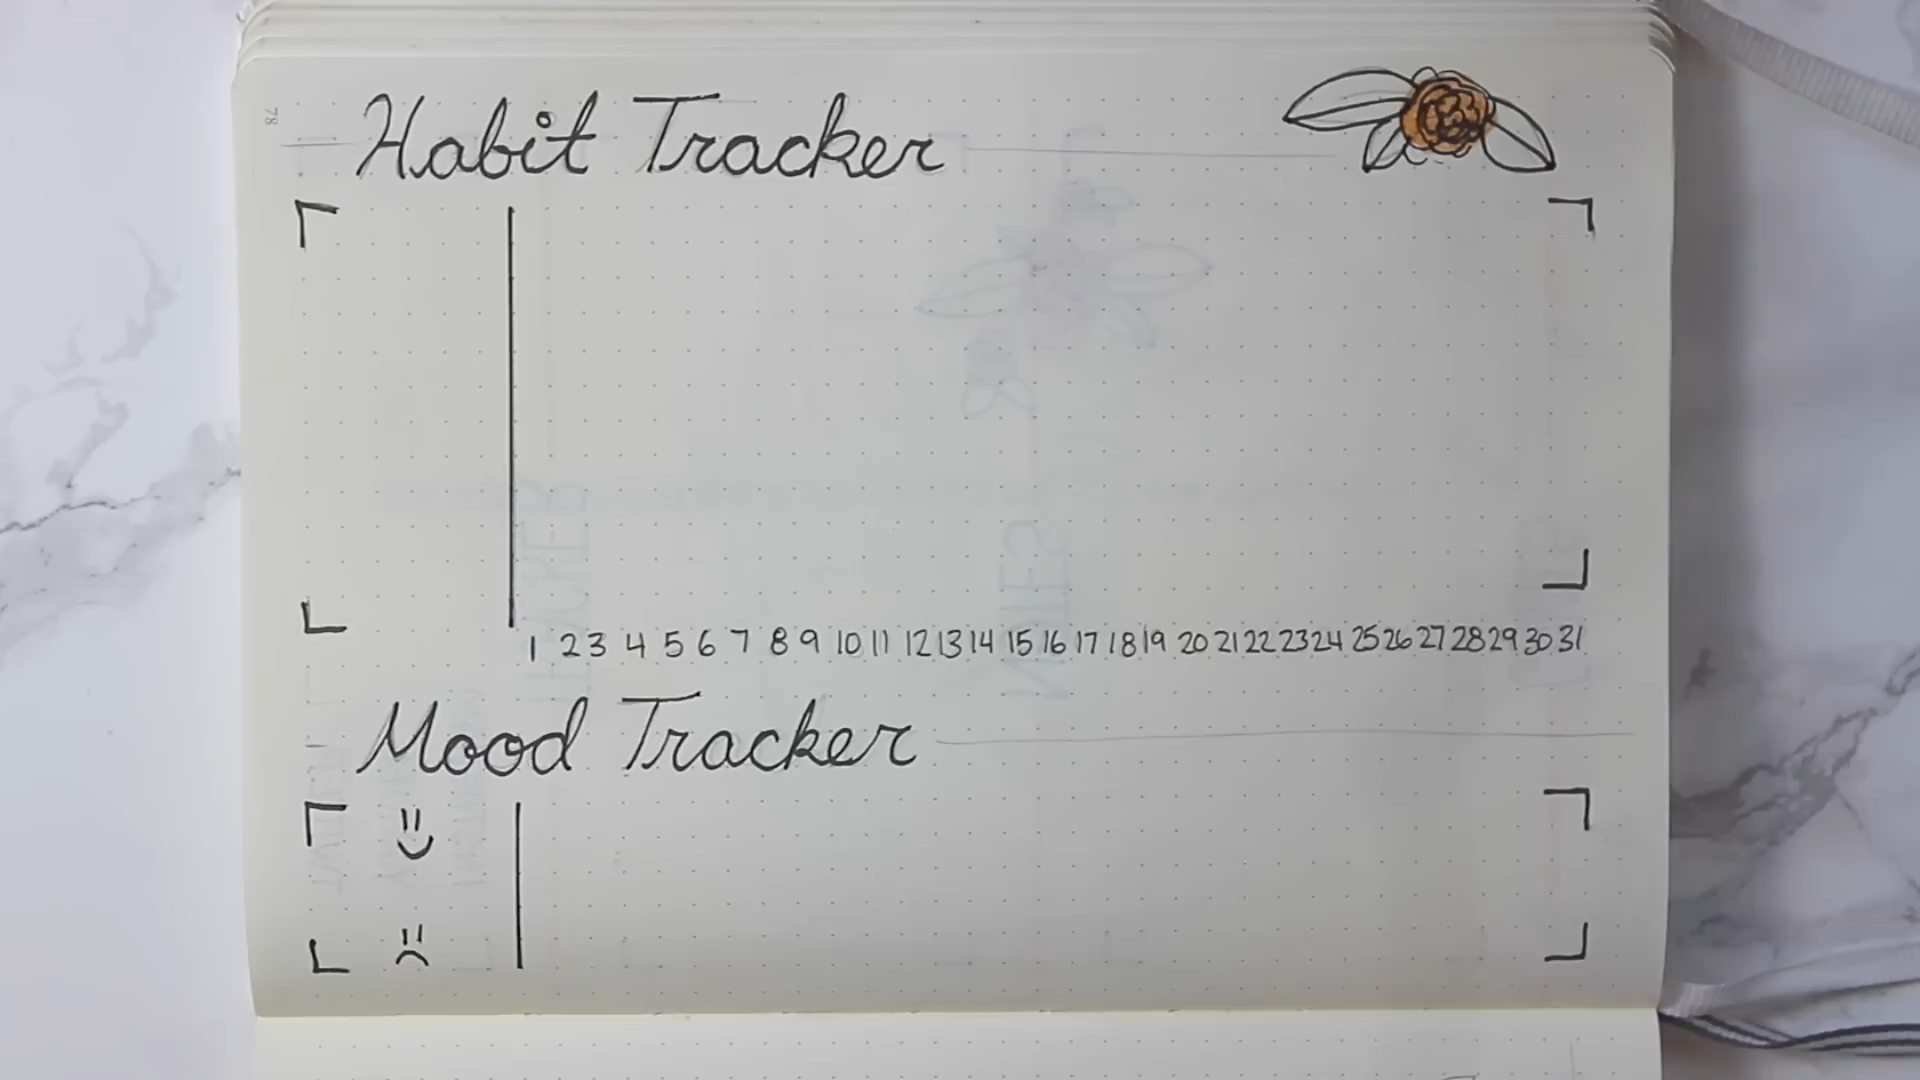 78
Habit Tracker
1 2 3 4 5 6 7 8 9 10 11 12 13 14 15 16 17 18 19 20 21 22 23 24 25 26 27 28 29 30 31
Mood Tracker